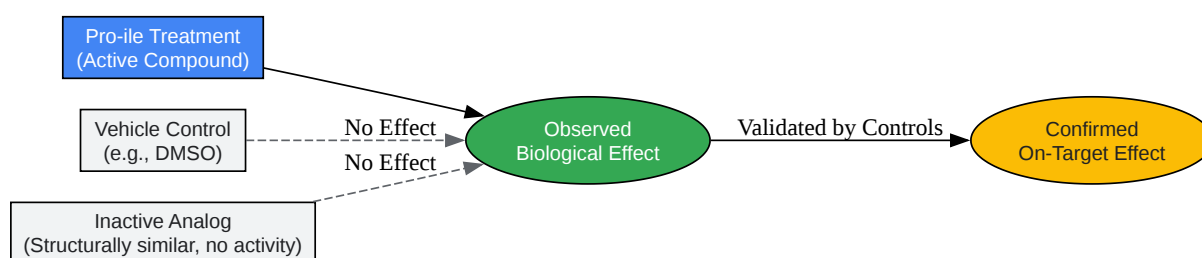 Pro-ile Treatment
(Active Compound)
Vehicle Control
(e.g., DMSO)
No Effect
No Effect
Inactive Analog
(Structurally similar, no activity)
Observed
Biological Effect
Validated by Controls
Confirmed
On-Target Effect